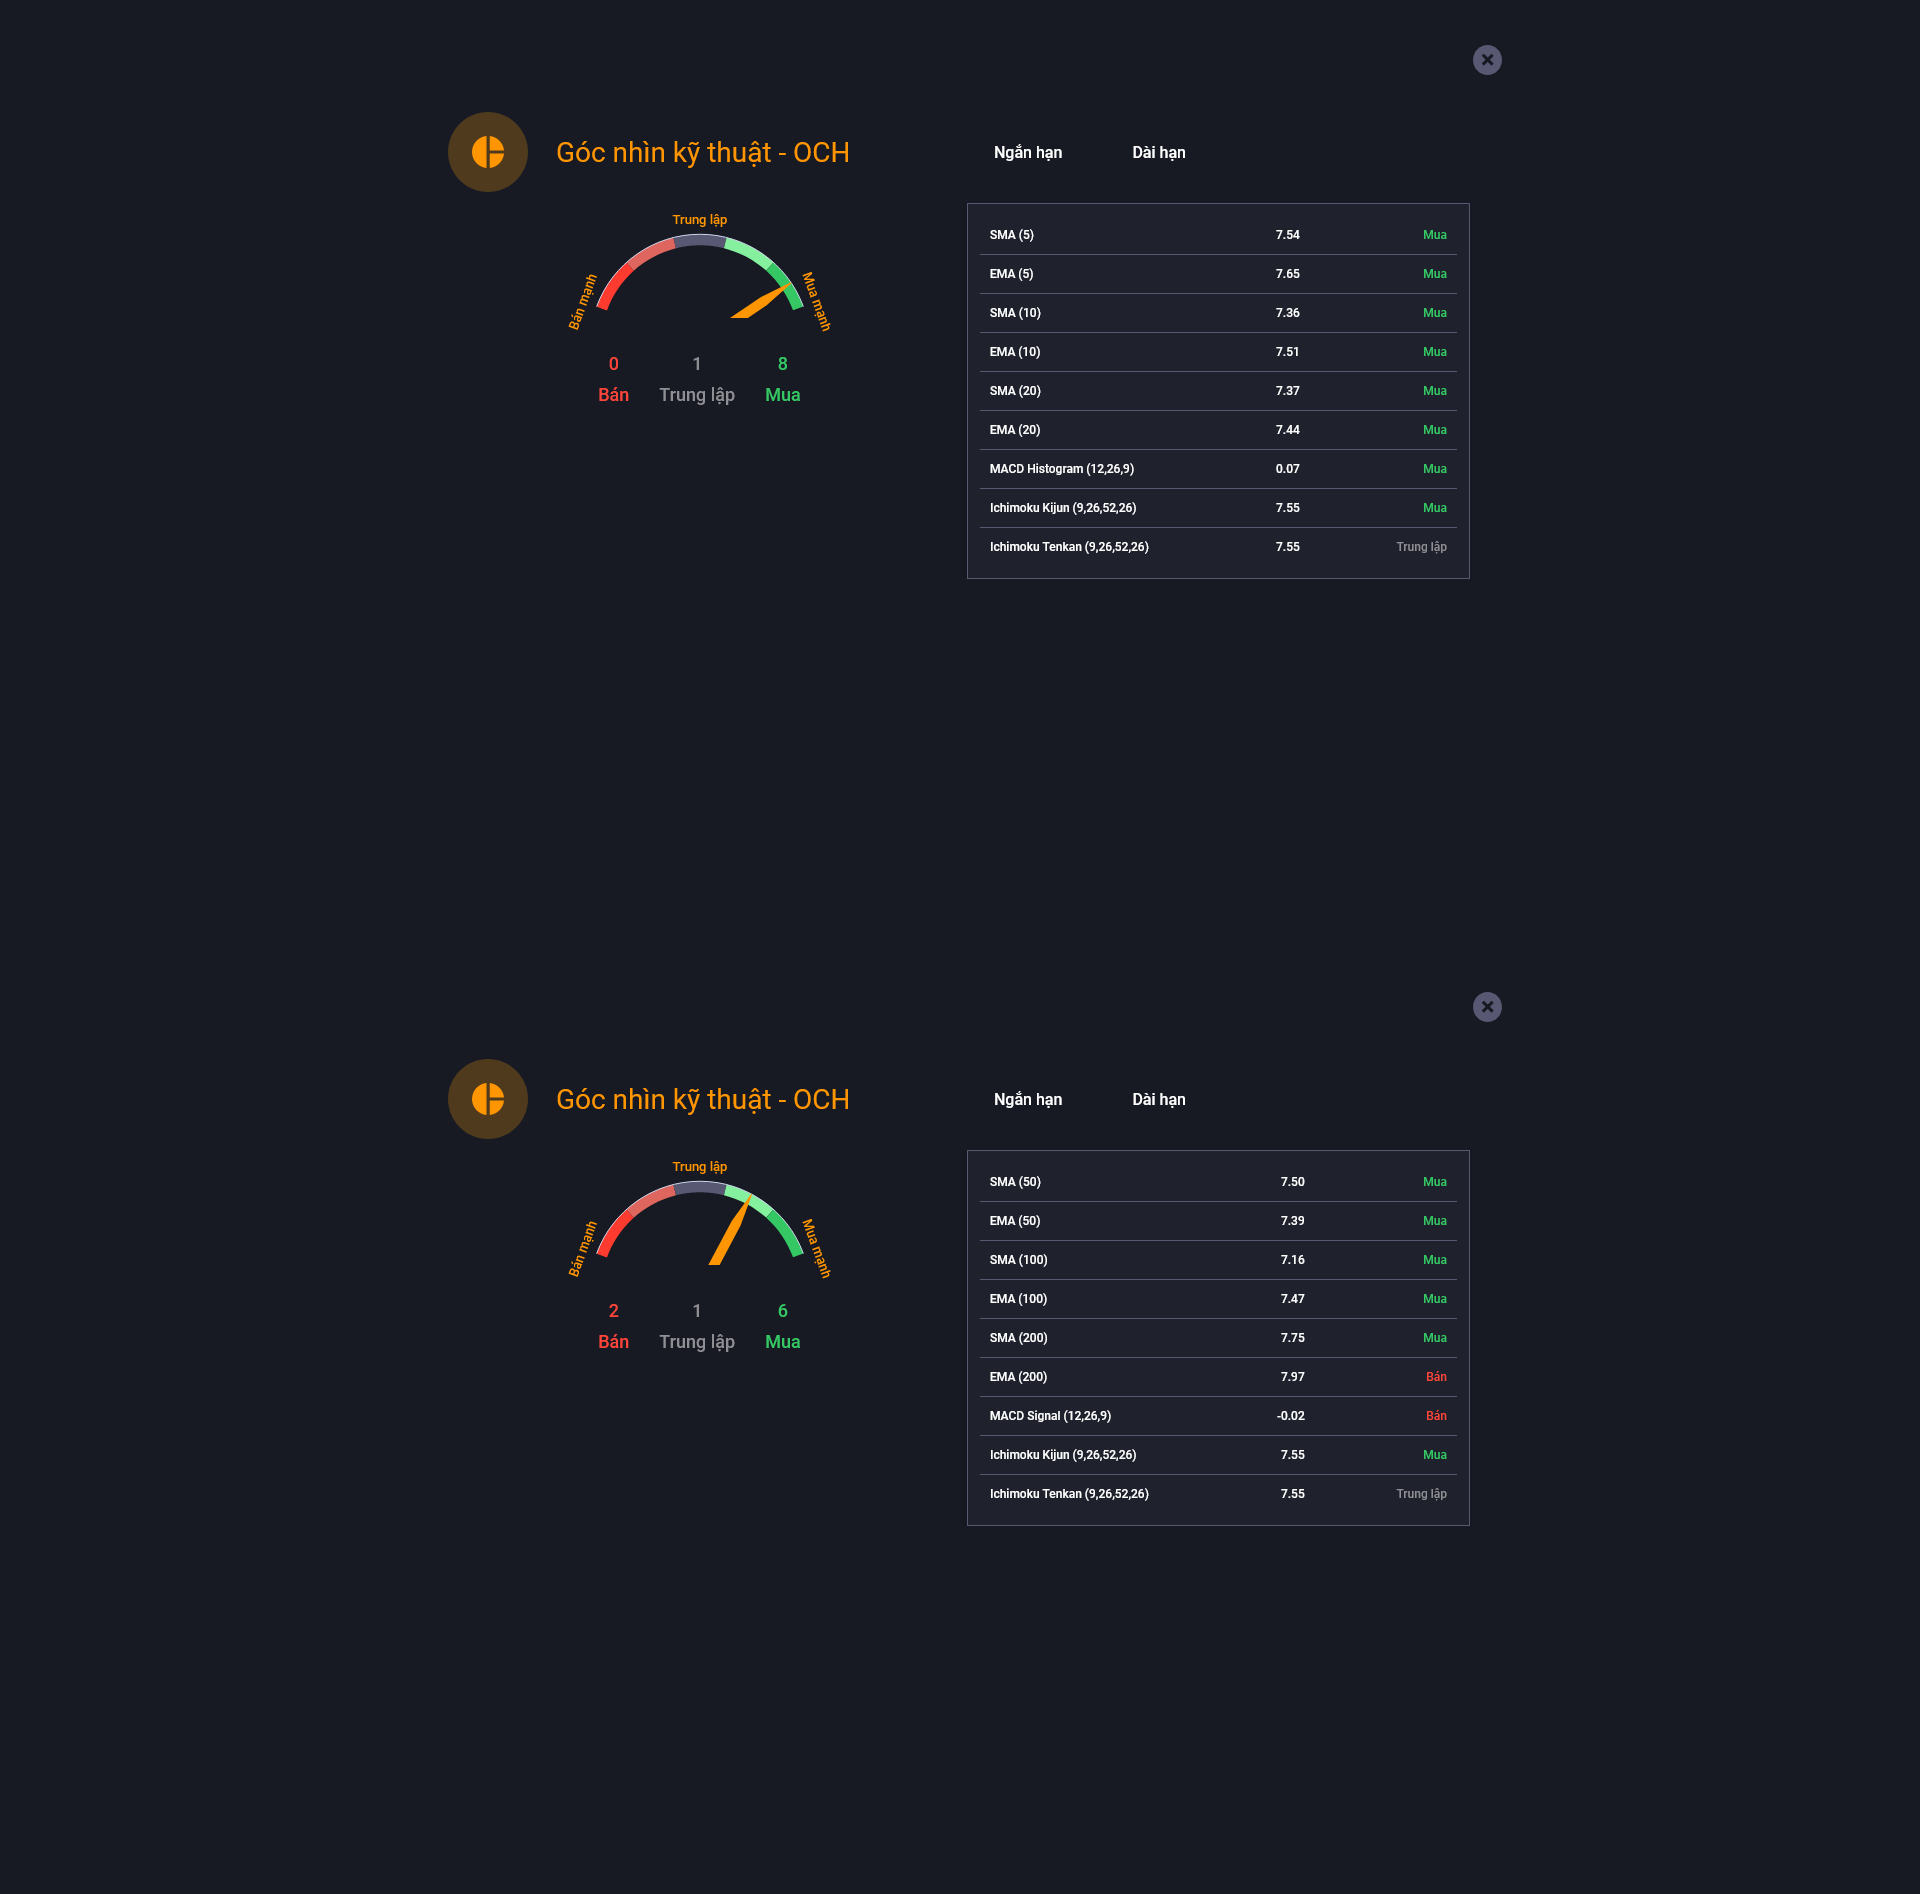 Góc nhìn kỹ thuật - OCH
Ngắn hạn Dài hạn
Trung lập
Bán mạnh
Mua mạnh
0 1 8
Bán Trung lập Mua
SMA (5) 7.54 Mua
EMA (5) 7.65 Mua
SMA (10) 7.36 Mua
EMA (10) 7.51 Mua
SMA (20) 7.37 Mua
EMA (20) 7.44 Mua
MACD Histogram (12,26,9) 0.07 Mua
Ichimoku Kijun (9,26,52,26) 7.55 Mua
Ichimoku Tenkan (9,26,52,26) 7.55 Trung lập
Góc nhìn kỹ thuật - OCH
Ngắn hạn Dài hạn
Trung lập
Bán mạnh
Mua mạnh
2 1 6
Bán Trung lập Mua
SMA (50) 7.50 Mua
EMA (50) 7.39 Mua
SMA (100) 7.16 Mua
EMA (100) 7.47 Mua
SMA (200) 7.75 Mua
EMA (200) 7.97 Bán
MACD Signal (12,26,9) -0.02 Bán
Ichimoku Kijun (9,26,52,26) 7.55 Mua
Ichimoku Tenkan (9,26,52,26) 7.55 Trung lập